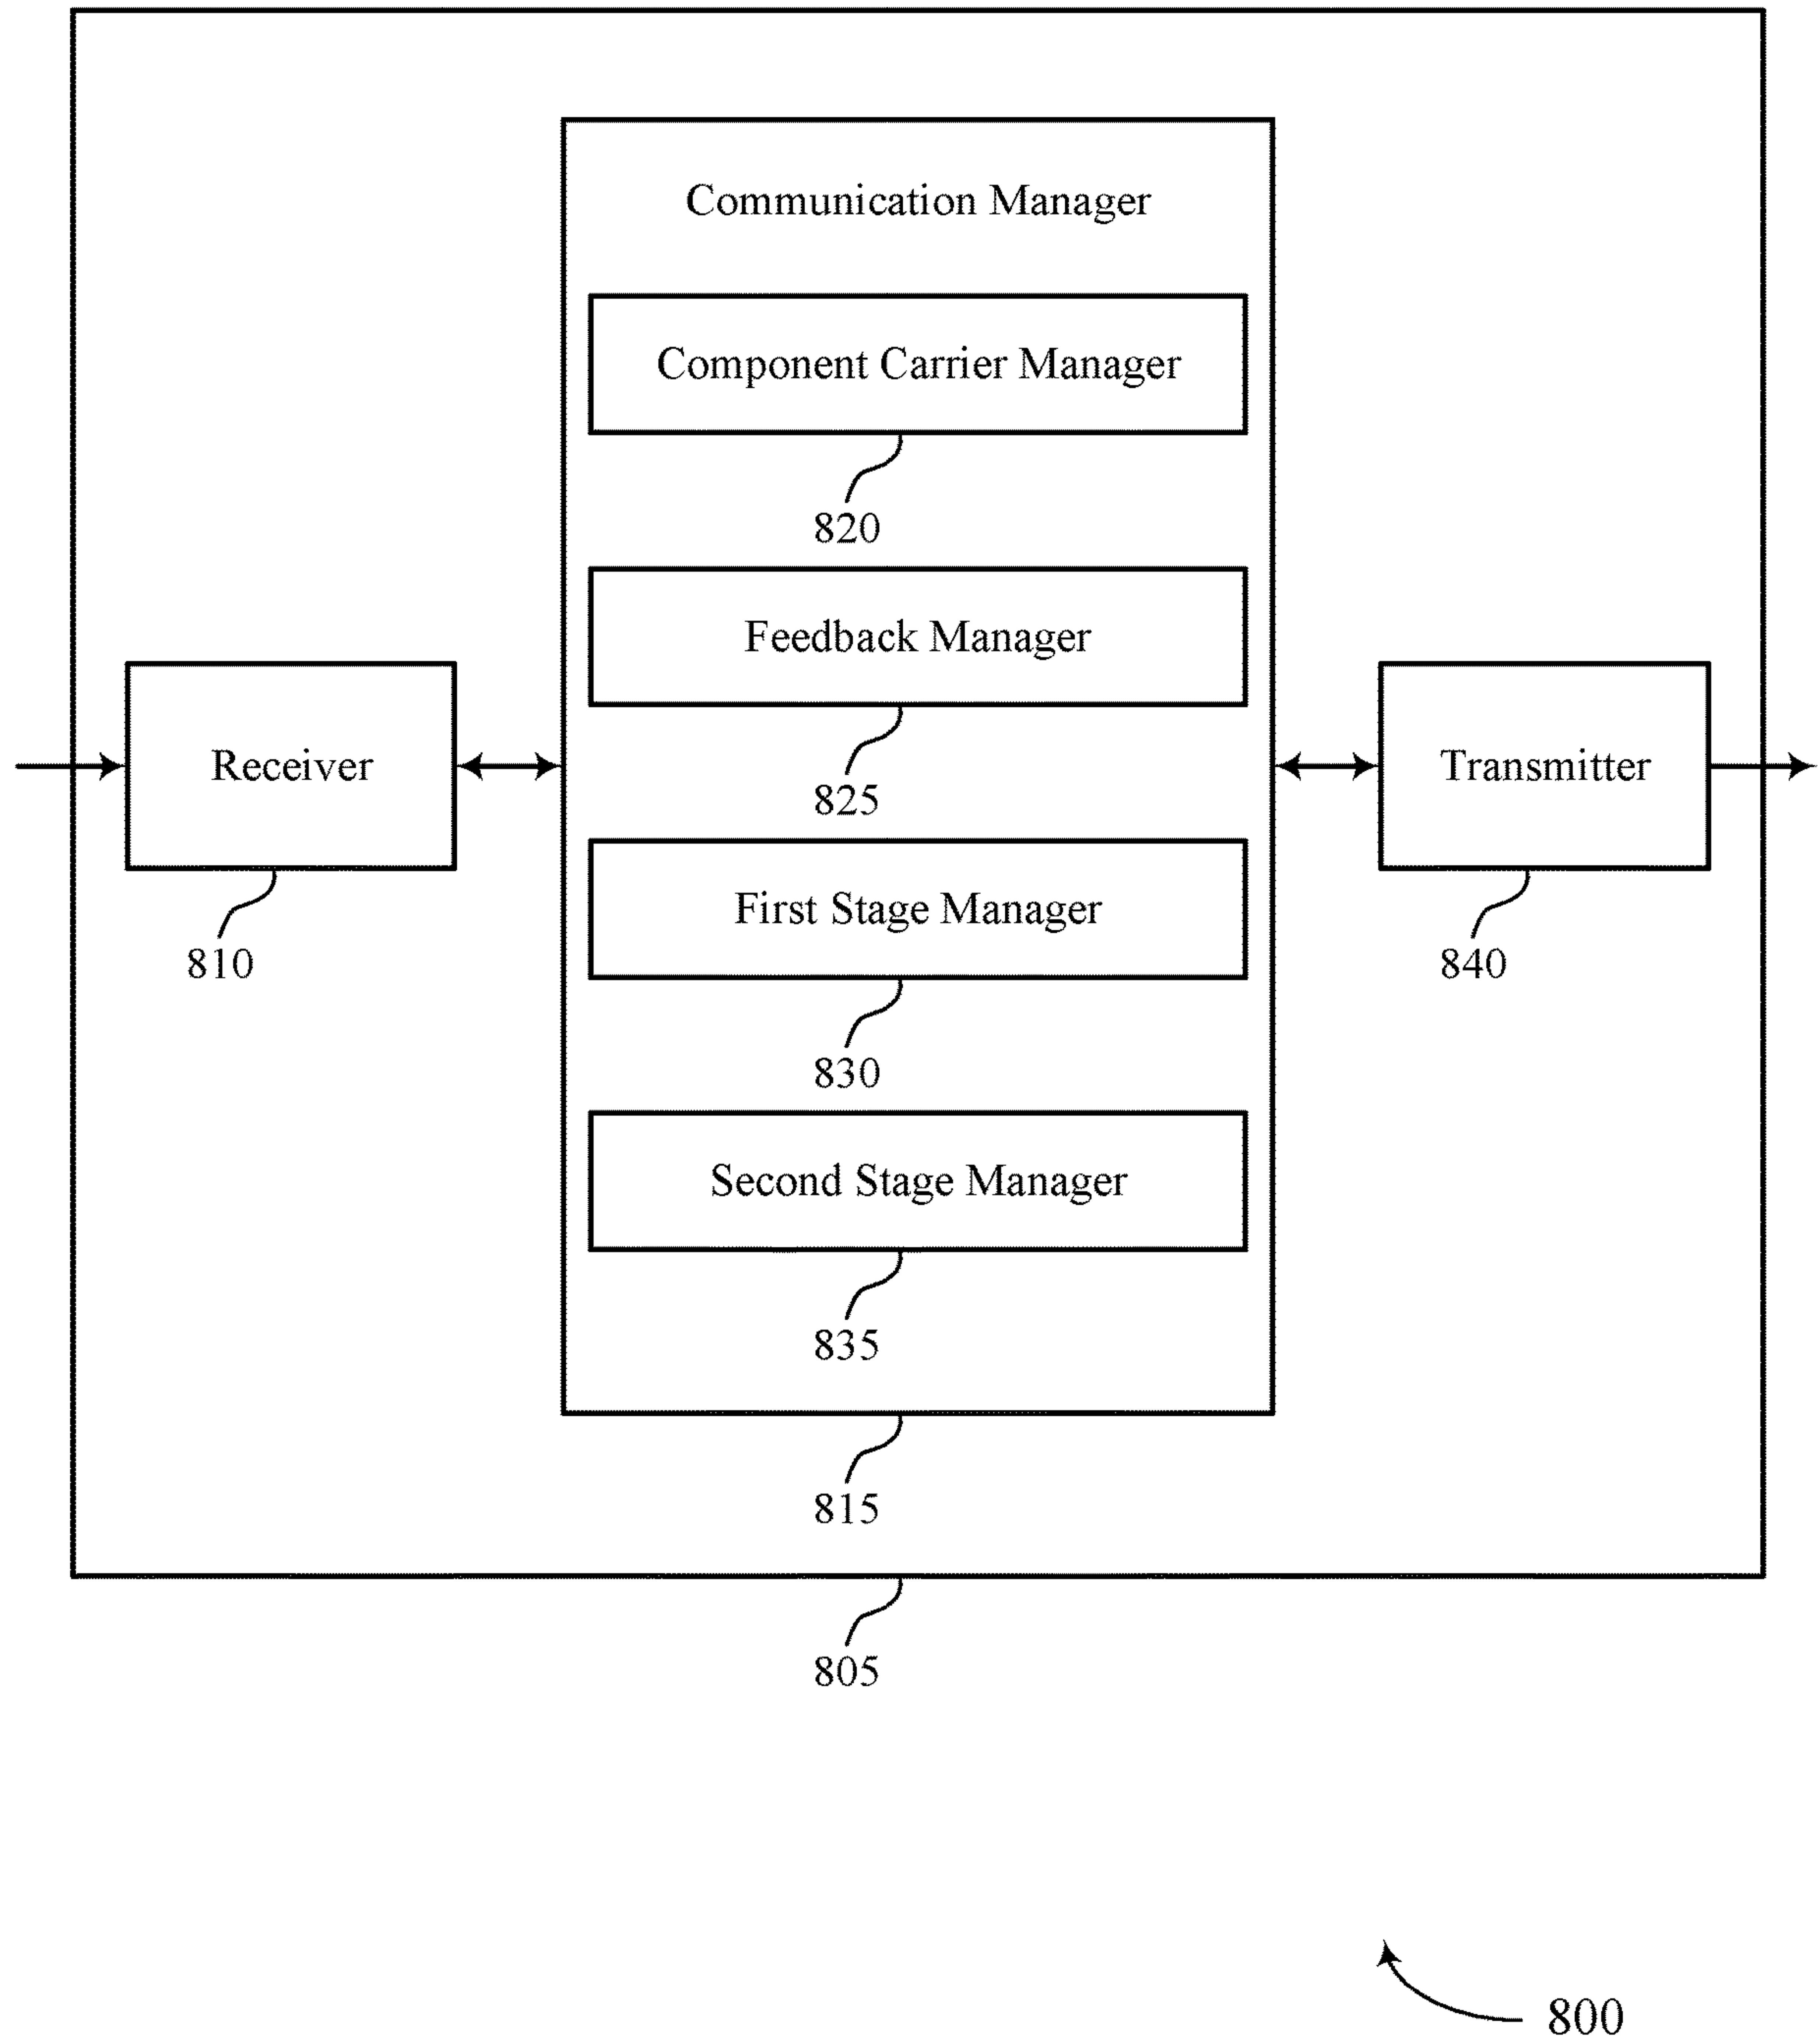 Communication Manager
Component Carrier Manager
820
Feedback Manager
825
Receiver
810
First Stage Manager
830
Second Stage Manager
835
Transmitter
840
815
805
800